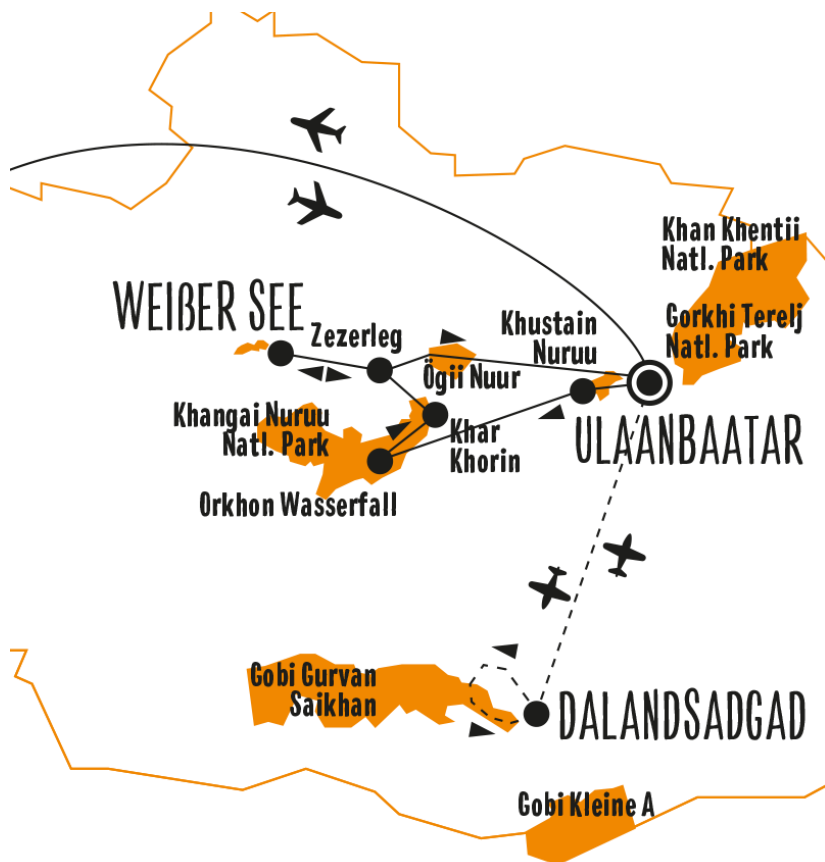 Khan Khentii
Natl. Park
WEIßER SEE
Zezerleg
Khustain
Nuruu
Gorkhi Terelj
Natl. Park
Ögii Nuur
Khangai Nuruu
Natl. Park
Khar
Khorin
ULAANBAATAR
Orkhon Wasserfall
Gobi Gurvan
Saikhan
DALANDSADGAD
Gobi Kleine A